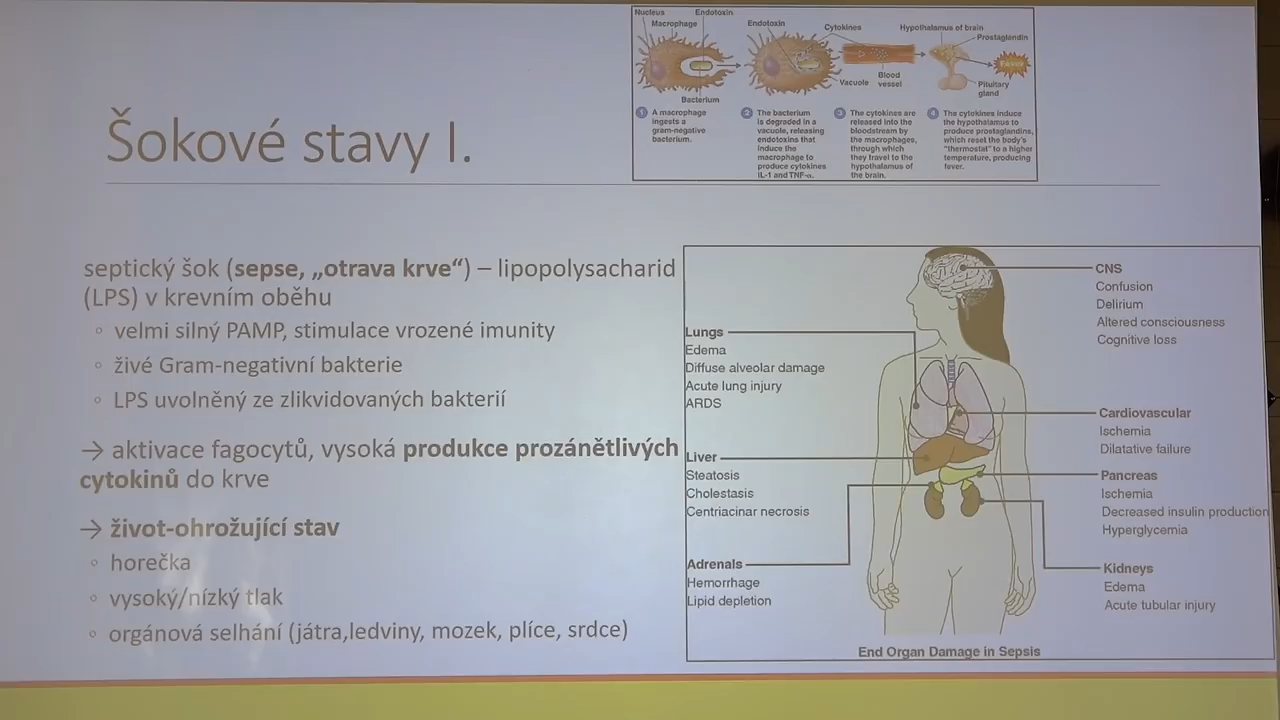 Nucleus
Endotoxin
Macrophage
Bacterium
Endotoxin
Cytokines
Vacuole
Blood
vessel
Hypothalamus of brain
Prostaglandin
Fever
Pituitary
gland
1 A macrophage
ingests a
gram-negative
bacterium.
2 The bacterium
is degraded in a
vacuole, releasing
endotoxins that
induce the
macrophage to
produce cytokines
IL-1 and TNF-α.
3 The cytokines are
released into the
bloodstream by
the macrophages,
through which
they travel to the
hypothalamus of
the brain.
4 The cytokines induce
the hypothalamus to
produce prostaglandins,
which reset the body's
"thermostat" to a higher
temperature, producing
fever.
Šokové stavy I.
septický šok (sepse, „otrava krve“) – lipopolysacharid
(LPS) v krevním oběhu
◦ velmi silný PAMP, stimulace vrozené imunity
◦ živé Gram-negativní bakterie
◦ LPS uvolněný ze zlikvidovaných bakterií
→ aktivace fagocytů, vysoká produkce prozánětlivých
cytokinů do krve
→ život-ohrožující stav
◦ horečka
◦ vysoký/nízký tlak
◦ orgánová selhání (játra,ledviny, mozek, plíce, srdce)
Lungs
Edema
Diffuse alveolar damage
Acute lung injury
ARDS
Liver
Steatosis
Cholestasis
Centriacinar necrosis
Adrenals
Hemorrhage
Lipid depletion
CNS
Confusion
Delirium
Altered consciousness
Cognitive loss
Cardiovascular
Ischemia
Dilatative failure
Pancreas
Ischemia
Decreased insulin production
Hyperglycemia
Kidneys
Edema
Acute tubular injury
End Organ Damage in Sepsis